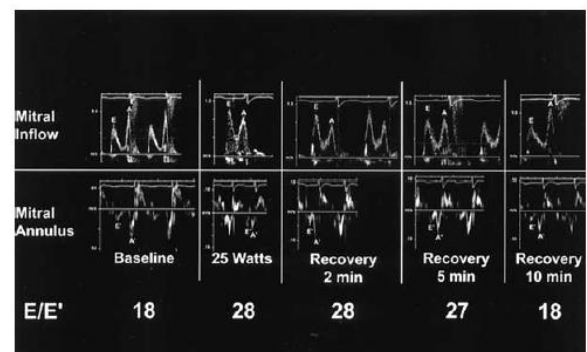 Mitral
Inflow
E
A
E
A
E
A
E
A
E
A
Mitral
Annulus
E'
A'
E'
A'
E'
A'
E'
A'
E'
A'
Baseline
25 Watts
Recovery
2 min
Recovery
5 min
Recovery
10 min
E/E'
18
28
28
27
18